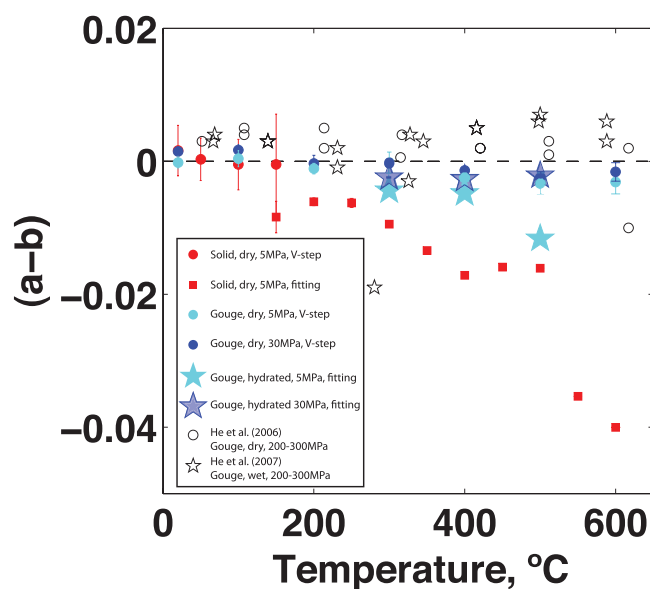 0.02
0
−0.02
−0.04
(a−b)
Solid, dry, 5MPa, V-step
Solid, dry, 5MPa, fitting
Gouge, dry, 5MPa, V-step
Gouge, dry, 30MPa, V-step
Gouge, hydrated, 5MPa, fitting
Gouge, hydrated 30MPa, fitting
He et al. (2006)
Gouge, dry, 200-300MPa
He et al. (2007)
Gouge, wet, 200-300MPa
0 200 400 600
Temperature, ºC